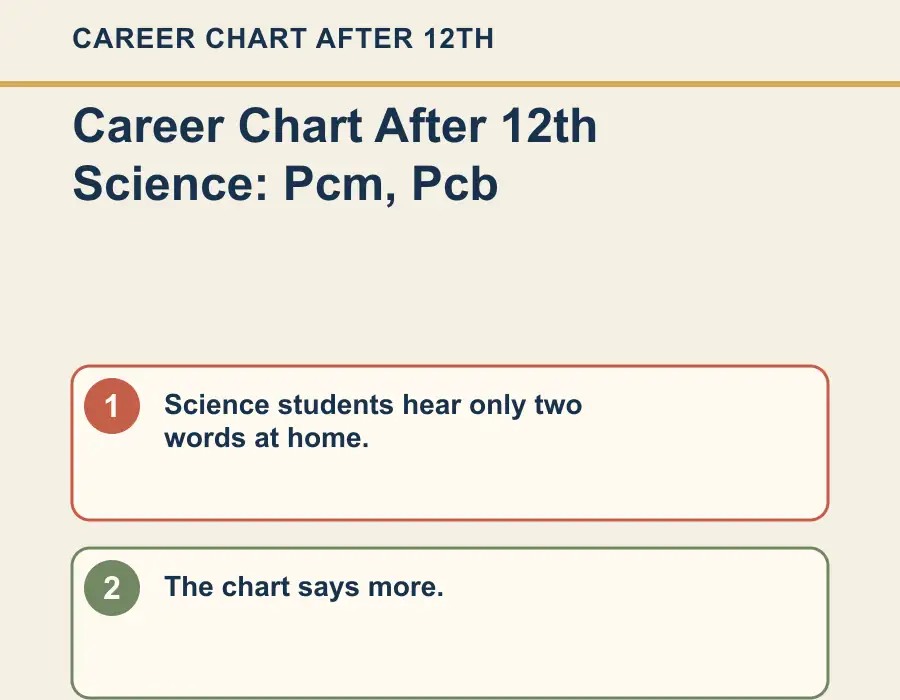 CAREER CHART AFTER 12TH
Career Chart After 12th
Science: Pcm, Pcb
1
Science students hear only two
words at home.
2
The chart says more.